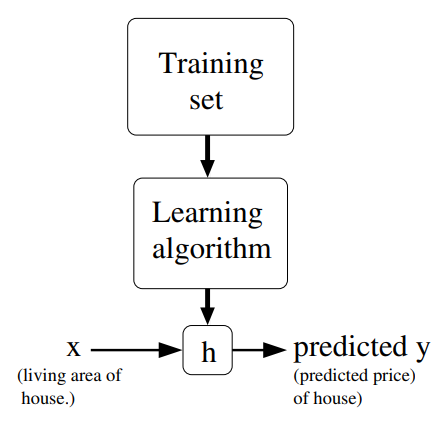 Training
set
Learning
algorithm
x
h
predicted y
(living area of
house.)
(predicted price)
of house)